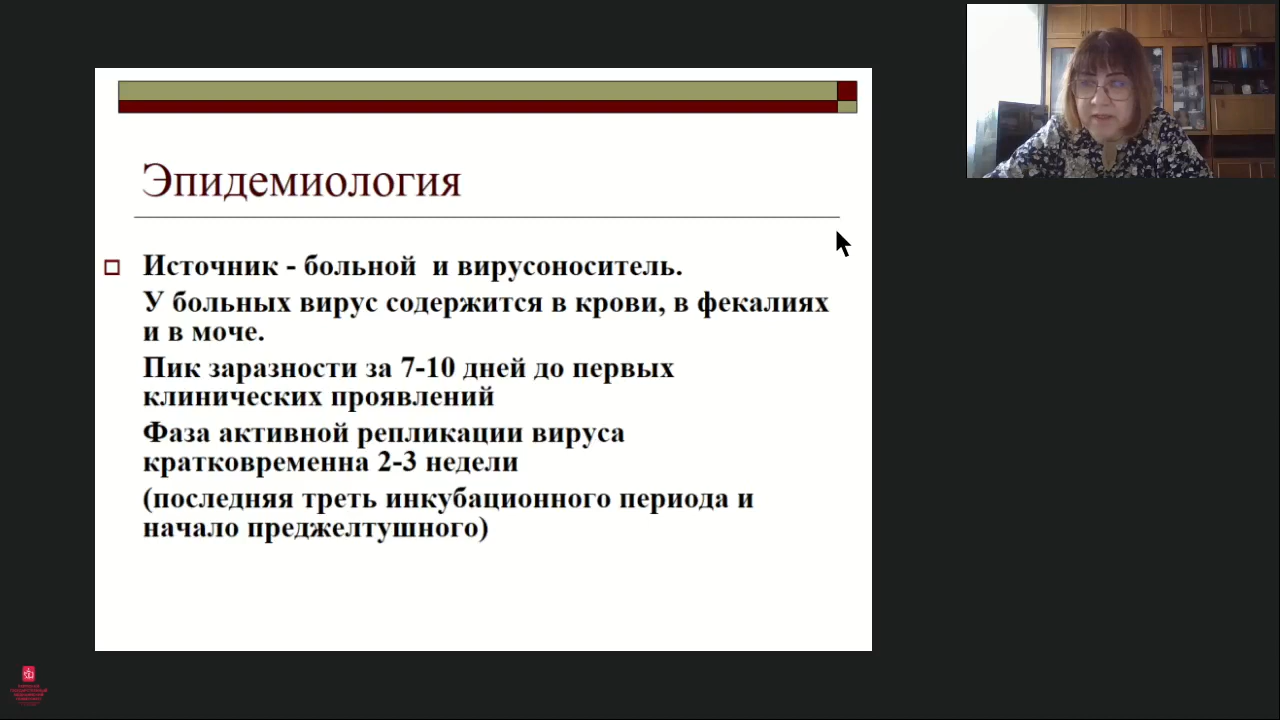 Эпидемиология
Источник - больной и вирусоноситель.
У больных вирус содержится в крови, в фекалиях
и в моче.
Пик заразности за 7-10 дней до первых
клинических проявлений
Фаза активной репликации вируса
кратковременна 2-3 недели
(последняя треть инкубационного периода и
начало преджелтушного)